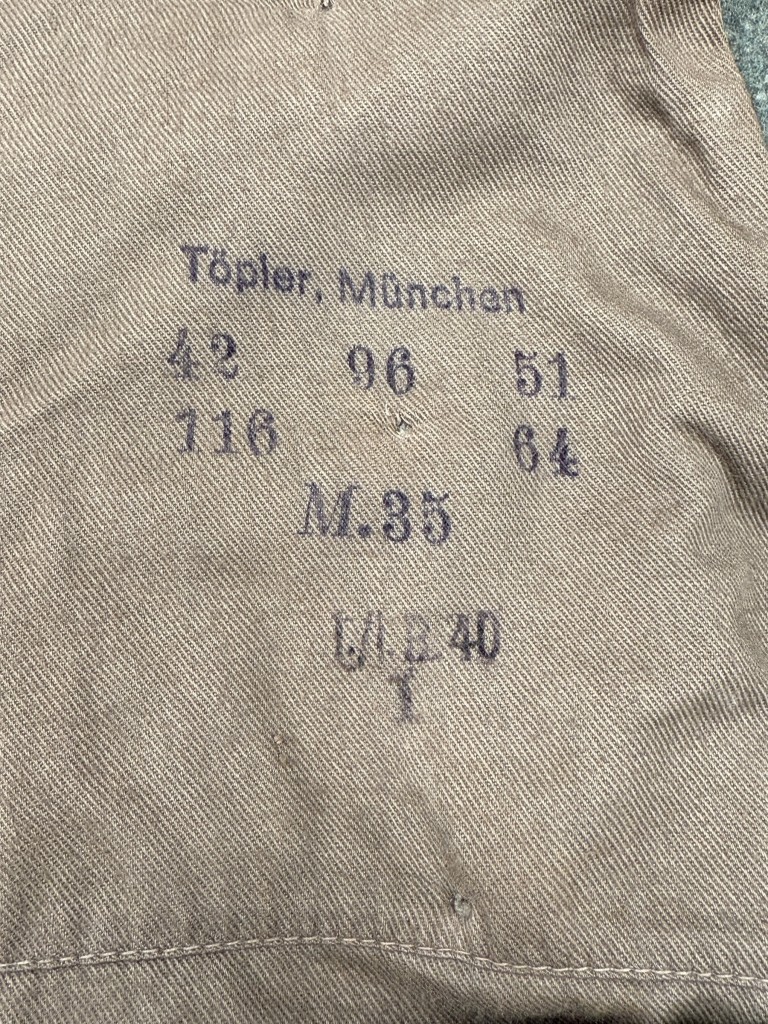 Töpler, München
42 96 51
116 64
M.35
40
I